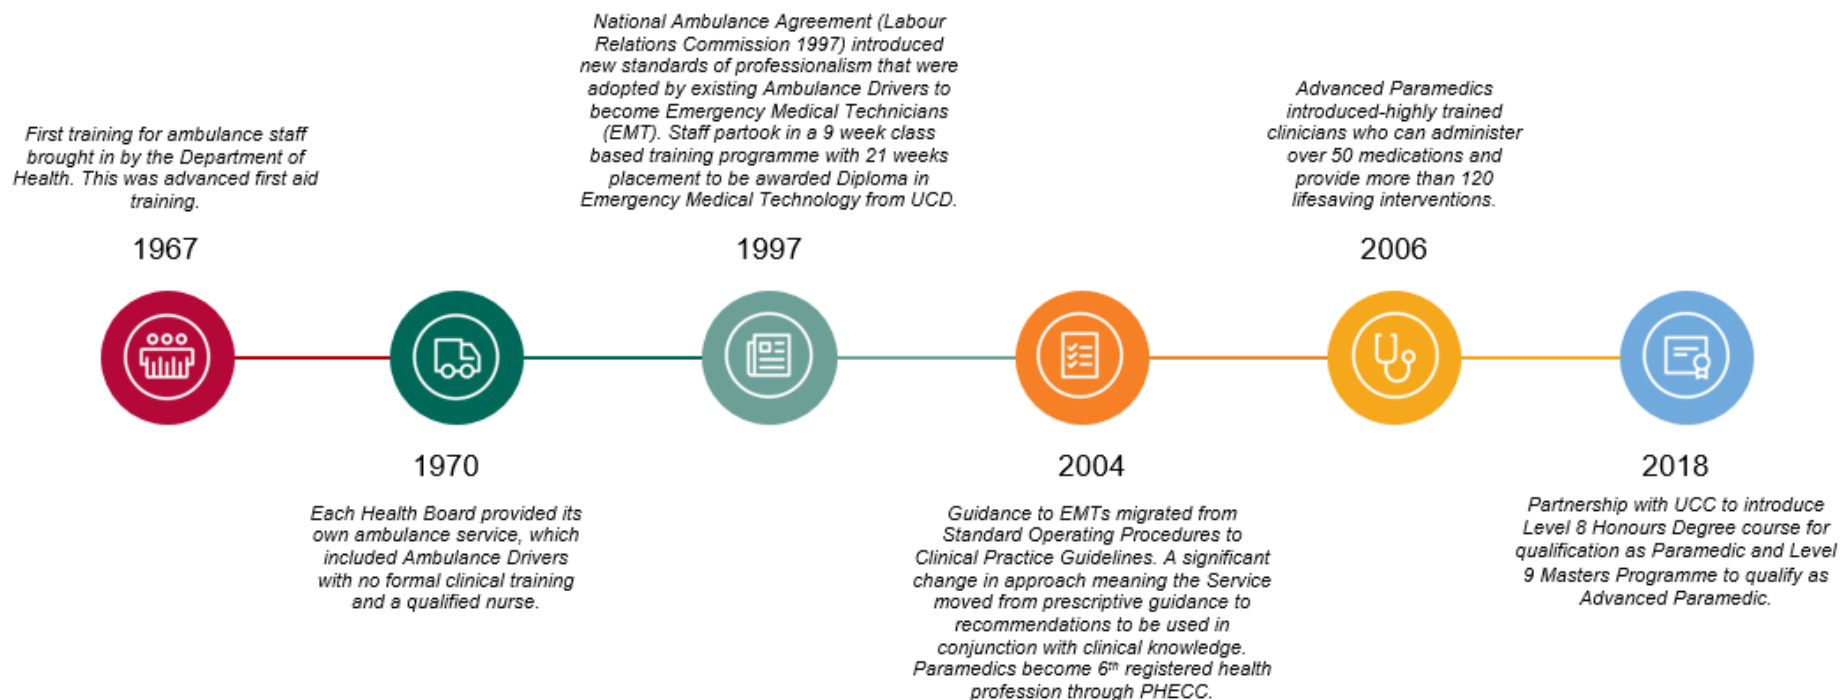 First training for ambulance staff
brought in by the Department of
Health. This was advanced first aid
training.
1967
Each Health Board provided its
own ambulance service, which
included Ambulance Drivers
with no formal clinical training
and a qualified nurse.
1970
National Ambulance Agreement (Labour
Relations Commission 1997) introduced
new standards of professionalism that were
adopted by existing Ambulance Drivers to
become Emergency Medical Technicians
(EMT). Staff partook in a 9 week class
based training programme with 21 weeks
placement to be awarded Diploma in
Emergency Medical Technology from UCD.
1997
2004
Guidance to EMTs migrated from
Standard Operating Procedures to
Clinical Practice Guidelines. A significant
change in approach meaning the Service
moved from prescriptive guidance to
recommendations to be used in
conjunction with clinical knowledge.
Paramedics become 6th registered health
profession through PHECC.
Advanced Paramedics
introduced-highly trained
clinicians who can administer
over 50 medications and
provide more than 120
lifesaving interventions.
2006
2018
Partnership with UCC to introduce
Level 8 Honours Degree course for
qualification as Paramedic and Level
9 Masters Programme to qualify as
Advanced Paramedic.